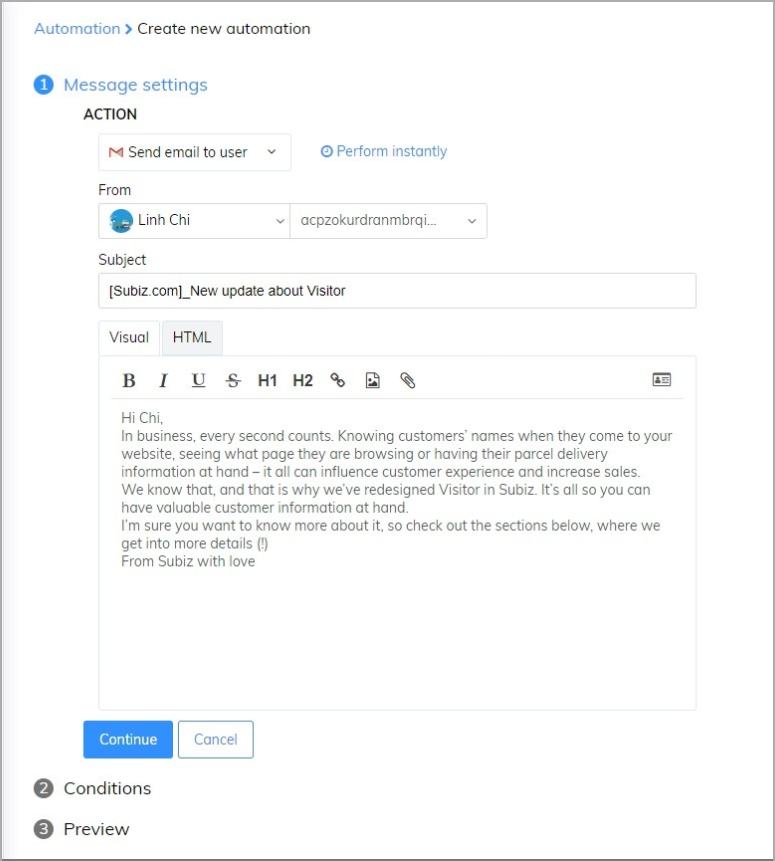 Automation > Create new automation
1 Message settings
ACTION
Send email to user
Perform instantly
From
Linh Chi
acpzokurdranmbrqi...
Subject
[Subiz.com]_New update about Visitor
Visual
HTML
B I U S H1 H2
Hi Chi,
In business, every second counts. Knowing customers’ names when they come to your
website, seeing what page they are browsing or having their parcel delivery
information at hand – it all can influence customer experience and increase sales.
We know that, and that is why we’ve redesigned Visitor in Subiz. It’s all so you can
have valuable customer information at hand.
I’m sure you want to know more about it, so check out the sections below, where we
get into more details (!)
From Subiz with love
Continue
Cancel
2 Conditions
3 Preview